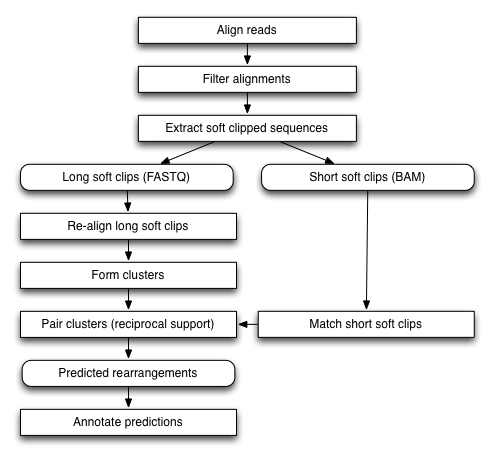 Align reads
Filter alignments
Extract soft clipped sequences
Long soft clips (FASTQ)
Short soft clips (BAM)
Re-align long soft clips
Form clusters
Pair clusters (reciprocal support)
Match short soft clips
Predicted rearrangements
Annotate predictions